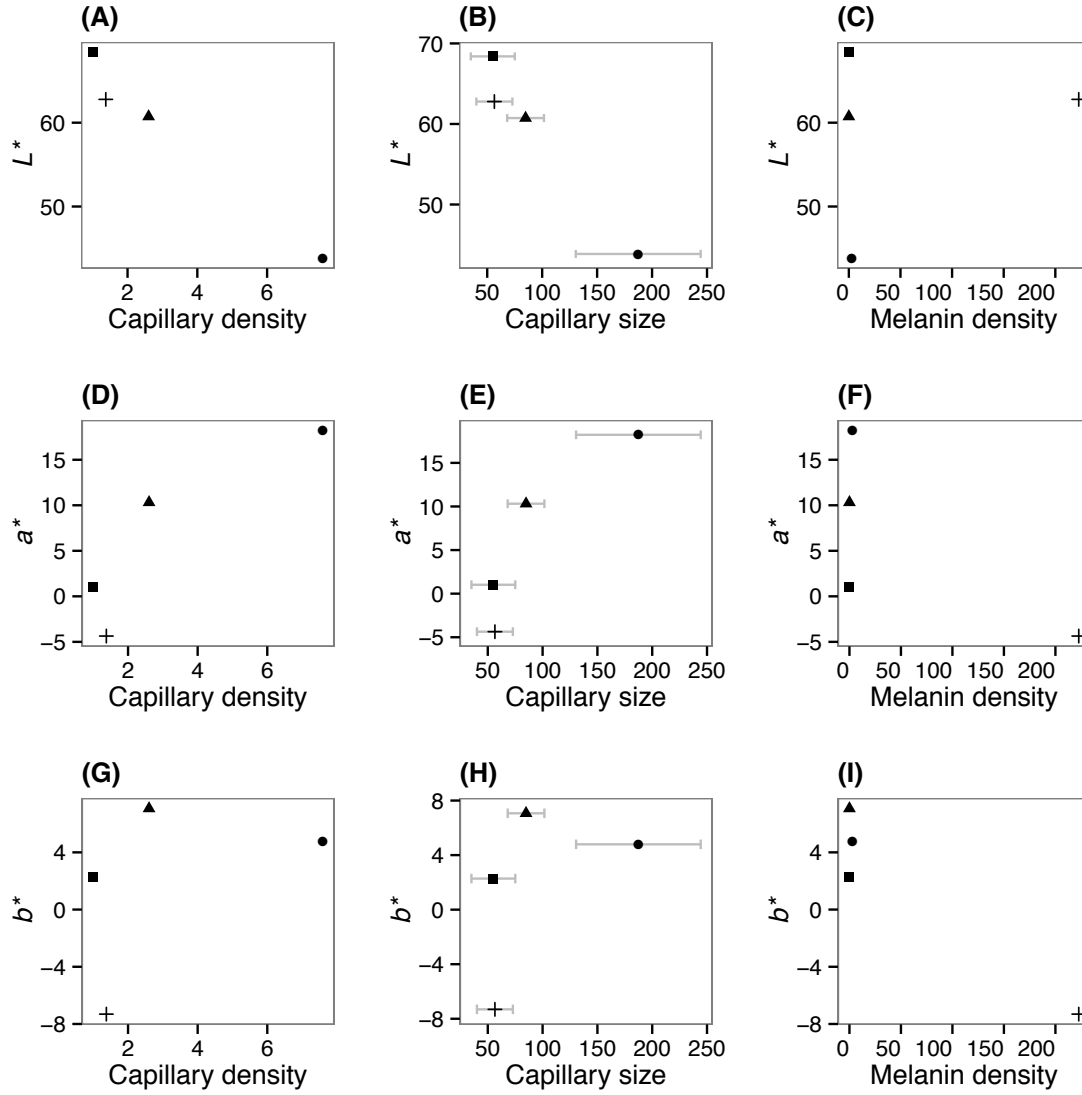 (A) (B) (C)
70
60 60 60
L* L* L*
50 50 50
2 4 6 50 100 150 200 250 0 50 100 150 200
Capillary density Capillary size Melanin density
(D) (E) (F)
15 15 15
10 10 10
a* a* a*
5 5 5
0 0 0
−5 −5 −5
2 4 6 50 100 150 200 250 0 50 100 150 200
Capillary density Capillary size Melanin density
(G) (H) (I)
8
4 4 4
b* b* b*
0 0 0
−4 −4 −4
−8 −8 −8
2 4 6 50 100 150 200 250 0 50 100 150 200
Capillary density Capillary size Melanin density